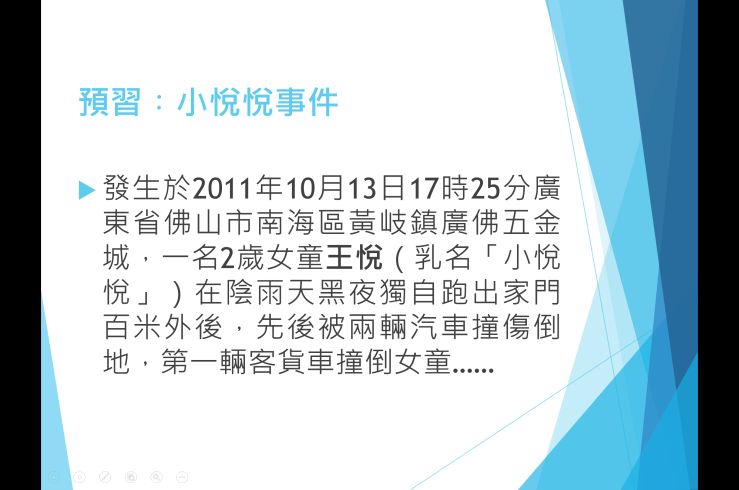 預習：小悅悅事件
發生於2011年10月13日17時25分廣
東省佛山市南海區黃岐鎮廣佛五金
城，一名2歲女童王悅（乳名「小悅
悅」）在陰雨天黑夜獨自跑出家門
百米外後，先後被兩輛汽車撞傷倒
地，第一輛客貨車撞倒女童......